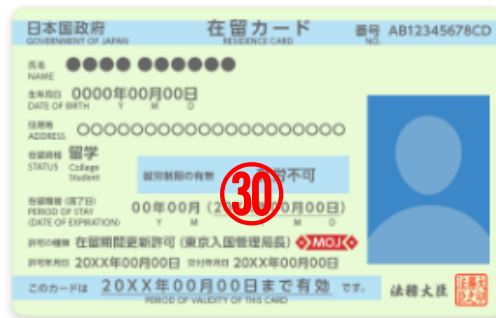 日本国政府 在留カード 番号 AB12345678CD
GOVERNMENT OF JAPAN RESIDENCE CARD NO.
氏名 ●●●● ●●●●●●
NAME
生年月日 0000年00月00日
DATE OF BIRTH Y M D
住居地 ○○○○○○○○○○○○○○○○○○○○
ADDRESS
在留資格 留学
STATUS College
Student
就労制限の有無 労不可
30
在留期間(満了日) 00年00月(20 年00月00日)
PERIOD OF STAY Y M Y M D
(DATE OF EXPIRATION)
許可の種類 在留期間更新許可(東京入国管理局長) MOJ
許可年月日 20XX年00月00日 交付年月日 20XX年00月00日
このカードは 20XX年00月00日まで有効 です。
PERIOD OF VALIDITY OF THIS CARD
法務大臣